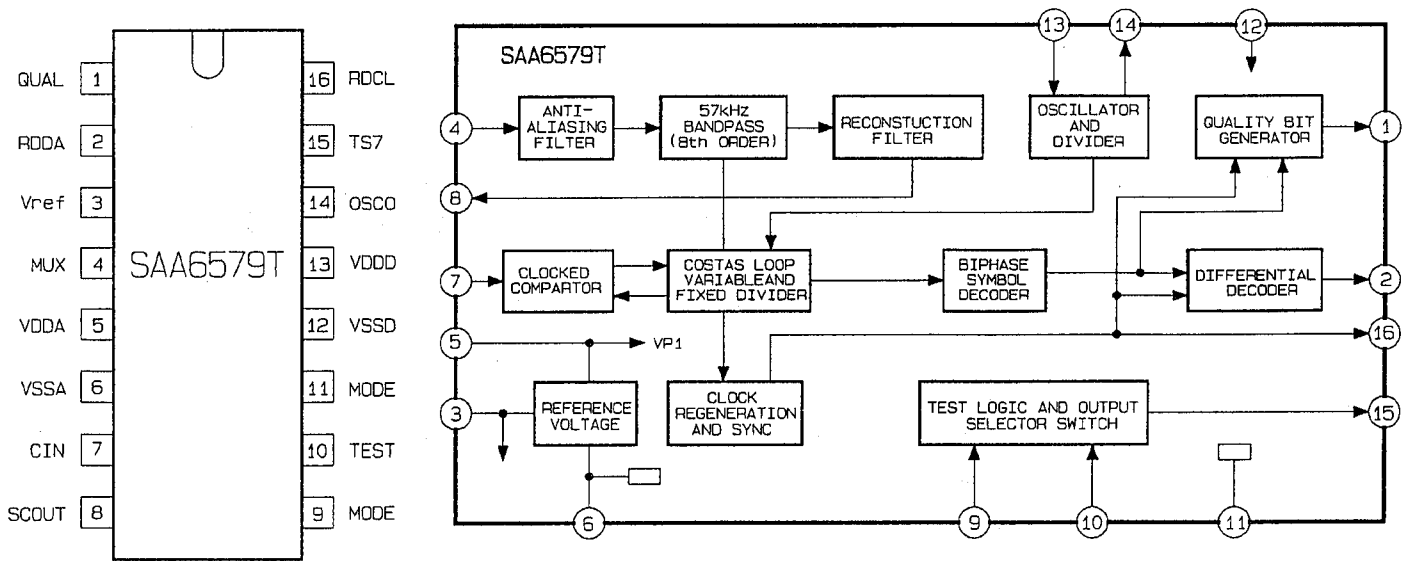 QUAL 1
RDDA 2
Vref 3
MUX 4
VDDA 5
VSSA 6
CIN 7
SCOUT 8
SAA6579T
16 RDCL
15 TS7
14 OSCO
13 VDDD
12 VSSD
11 MODE
10 TEST
9 MODE
SAA6579T
13
14
12
4
ANTI-
ALIASING
FILTER
57kHz
BANDPASS
(8th ORDER)
RECONSTUCTION
FILTER
OSCILLATOR
AND
DIVIDER
QUALITY BIT
GENERATOR
1
8
7
CLOCKED
COMPARTOR
COSTAS LOOP
VARIABLEAND
FIXED DIVIDER
BIPHASE
SYMBOL
DECODER
DIFFERENTIAL
DECODER
2
5
VP1
16
3
REFERENCE
VOLTAGE
CLOCK
REGENERATION
AND SYNC
TEST LOGIC AND OUTPUT
SELECTOR SWITCH
15
6
9
10
11